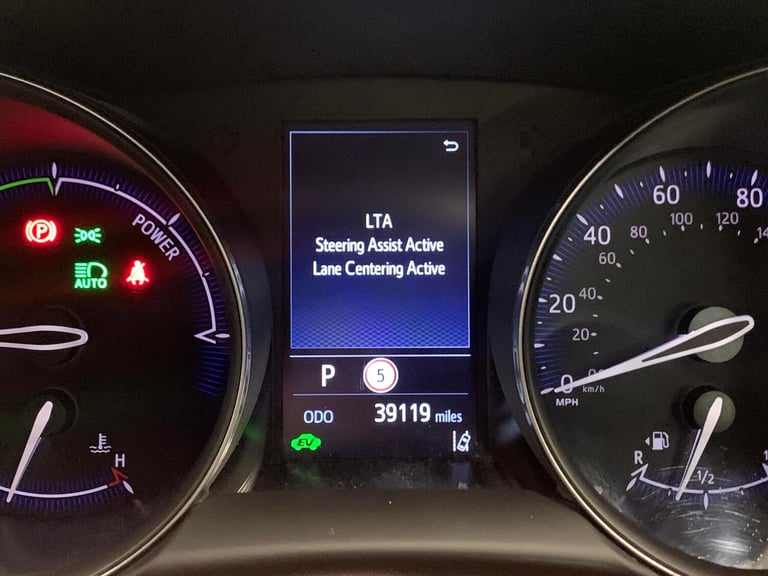 LTA
Steering Assist Active
Lane Centering Active
POWER
P
AUTO
P
5
ODO 39119 miles
EV
H
60
80
40
100
120
80
60
20
40
20
0
km/h
MPH
R
1/2